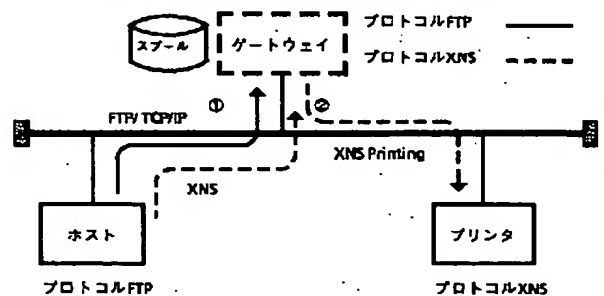 スプール
ゲートウェイ
プロトコルFTP
プロトコルXNS
FTP/TCP/IP
①
②
XNS
XNS Printing
ホスト
プリンタ
プロトコルFTP
プロトコルXNS